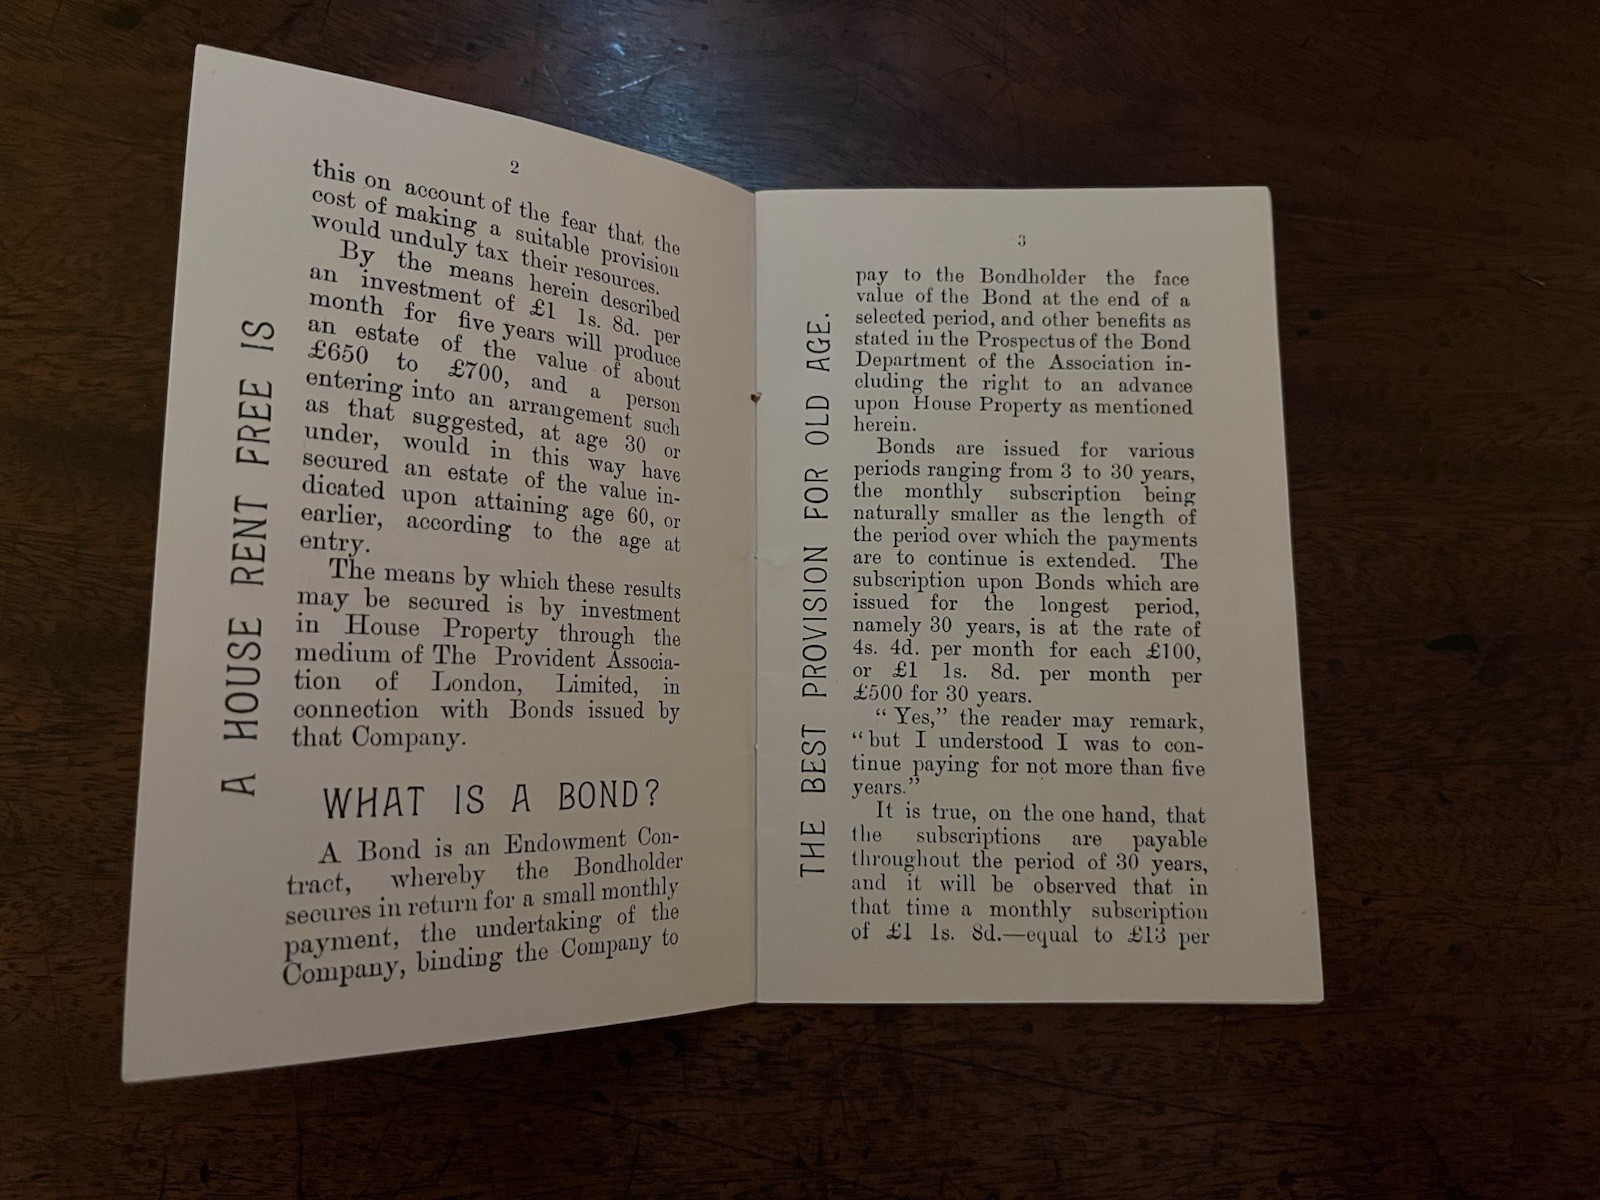 2
this on account of the fear that the
cost of making a suitable provision
would unduly tax their resources.
By the means herein described
an investment of £1 1s. 8d. per
month for five years will produce
an estate of the value of about
£650 to £700, and a person
entering into an arrangement such
as that suggested, at age 30 or
under, would in this way have
secured an estate of the value in-
dicated upon attaining age 60, or
earlier, according to the age at
entry.
The means by which these results
may be secured is by investment
in House Property through the
medium of The Provident Associa-
tion of London, Limited, in
connection with Bonds issued by
that Company.
WHAT IS A BOND?
A Bond is an Endowment Con-
tract, whereby the Bondholder
secures in return for a small monthly
payment, the undertaking of the
Company, binding the Company to
A HOUSE RENT FREE IS
3
pay to the Bondholder the face
value of the Bond at the end of a
selected period, and other benefits as
stated in the Prospectus of the Bond
Department of the Association in-
cluding the right to an advance
upon House Property as mentioned
herein.
Bonds are issued for various
periods ranging from 3 to 30 years,
the monthly subscription being
naturally smaller as the length of
the period over which the payments
are to continue is extended. The
subscription upon Bonds which are
issued for the longest period,
namely 30 years, is at the rate of
4s. 4d. per month for each £100,
or £1 1s. 8d. per month per
£500 for 30 years.
“Yes,” the reader may remark,
“but I understood I was to con-
tinue paying for not more than five
years.”
It is true, on the one hand, that
the subscriptions are payable
throughout the period of 30 years,
and it will be observed that in
that time a monthly subscription
of £1 1s. 8d.—equal to £13 per
THE BEST PROVISION FOR OLD AGE.